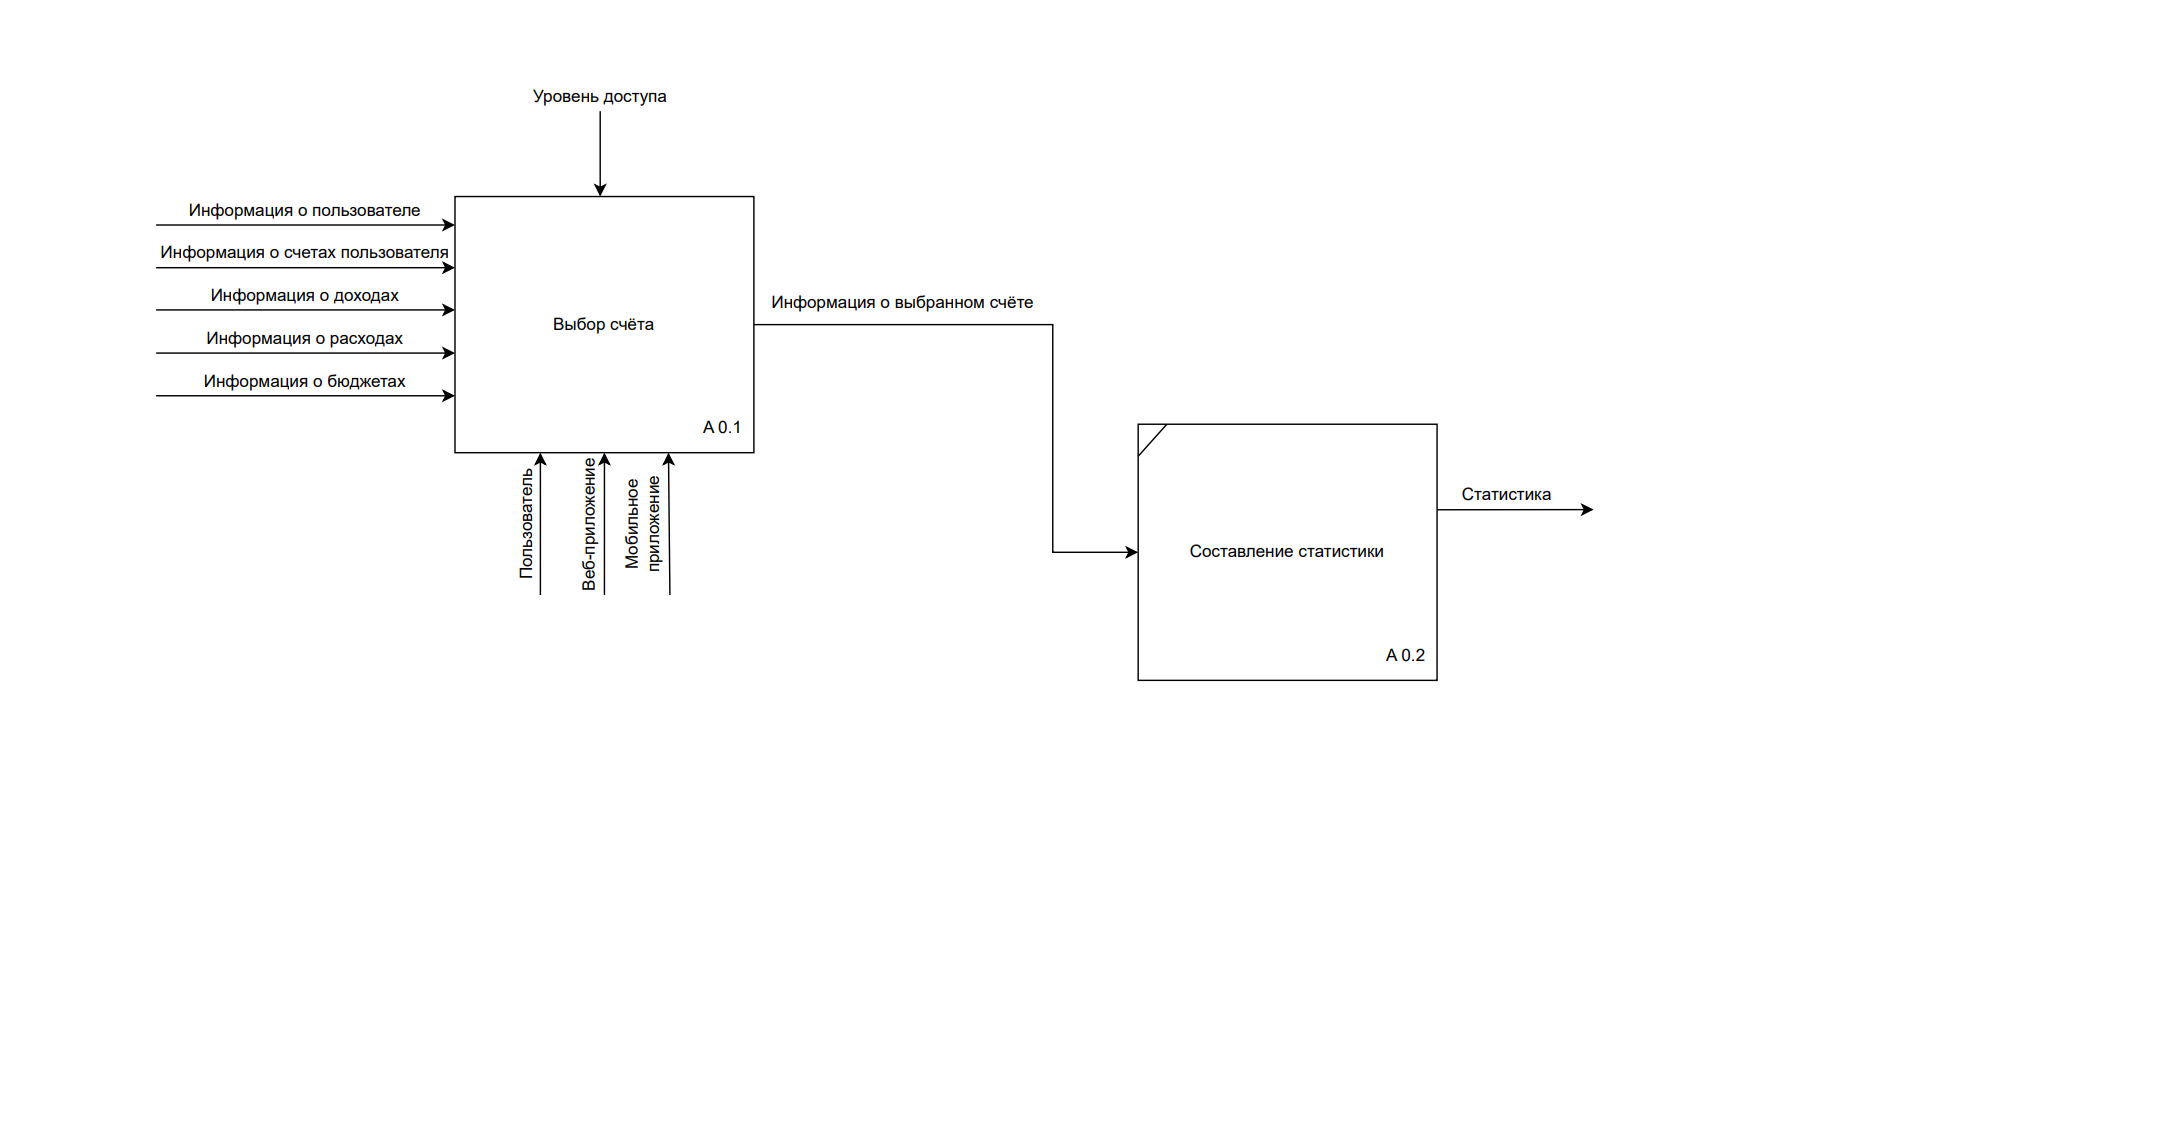 Уровень доступа
Информация о пользователе
Информация о счетах пользователя
Информация о доходах
Информация о расходах
Информация о бюджетах
Выбор счёта
A 0.1
Пользователь
Веб-приложение
Мобильное
приложение
Информация о выбранном счёте
Составление статистики
A 0.2
Статистика